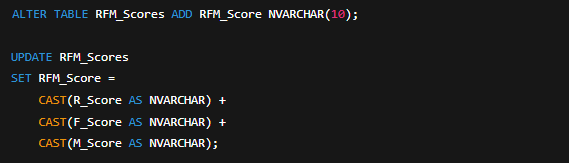 ALTER TABLE RFM_Scores ADD RFM_Score NVARCHAR(10);
UPDATE RFM_Scores
SET RFM_Score =
CAST(R_Score AS NVARCHAR) +
CAST(F_Score AS NVARCHAR) +
CAST(M_Score AS NVARCHAR);